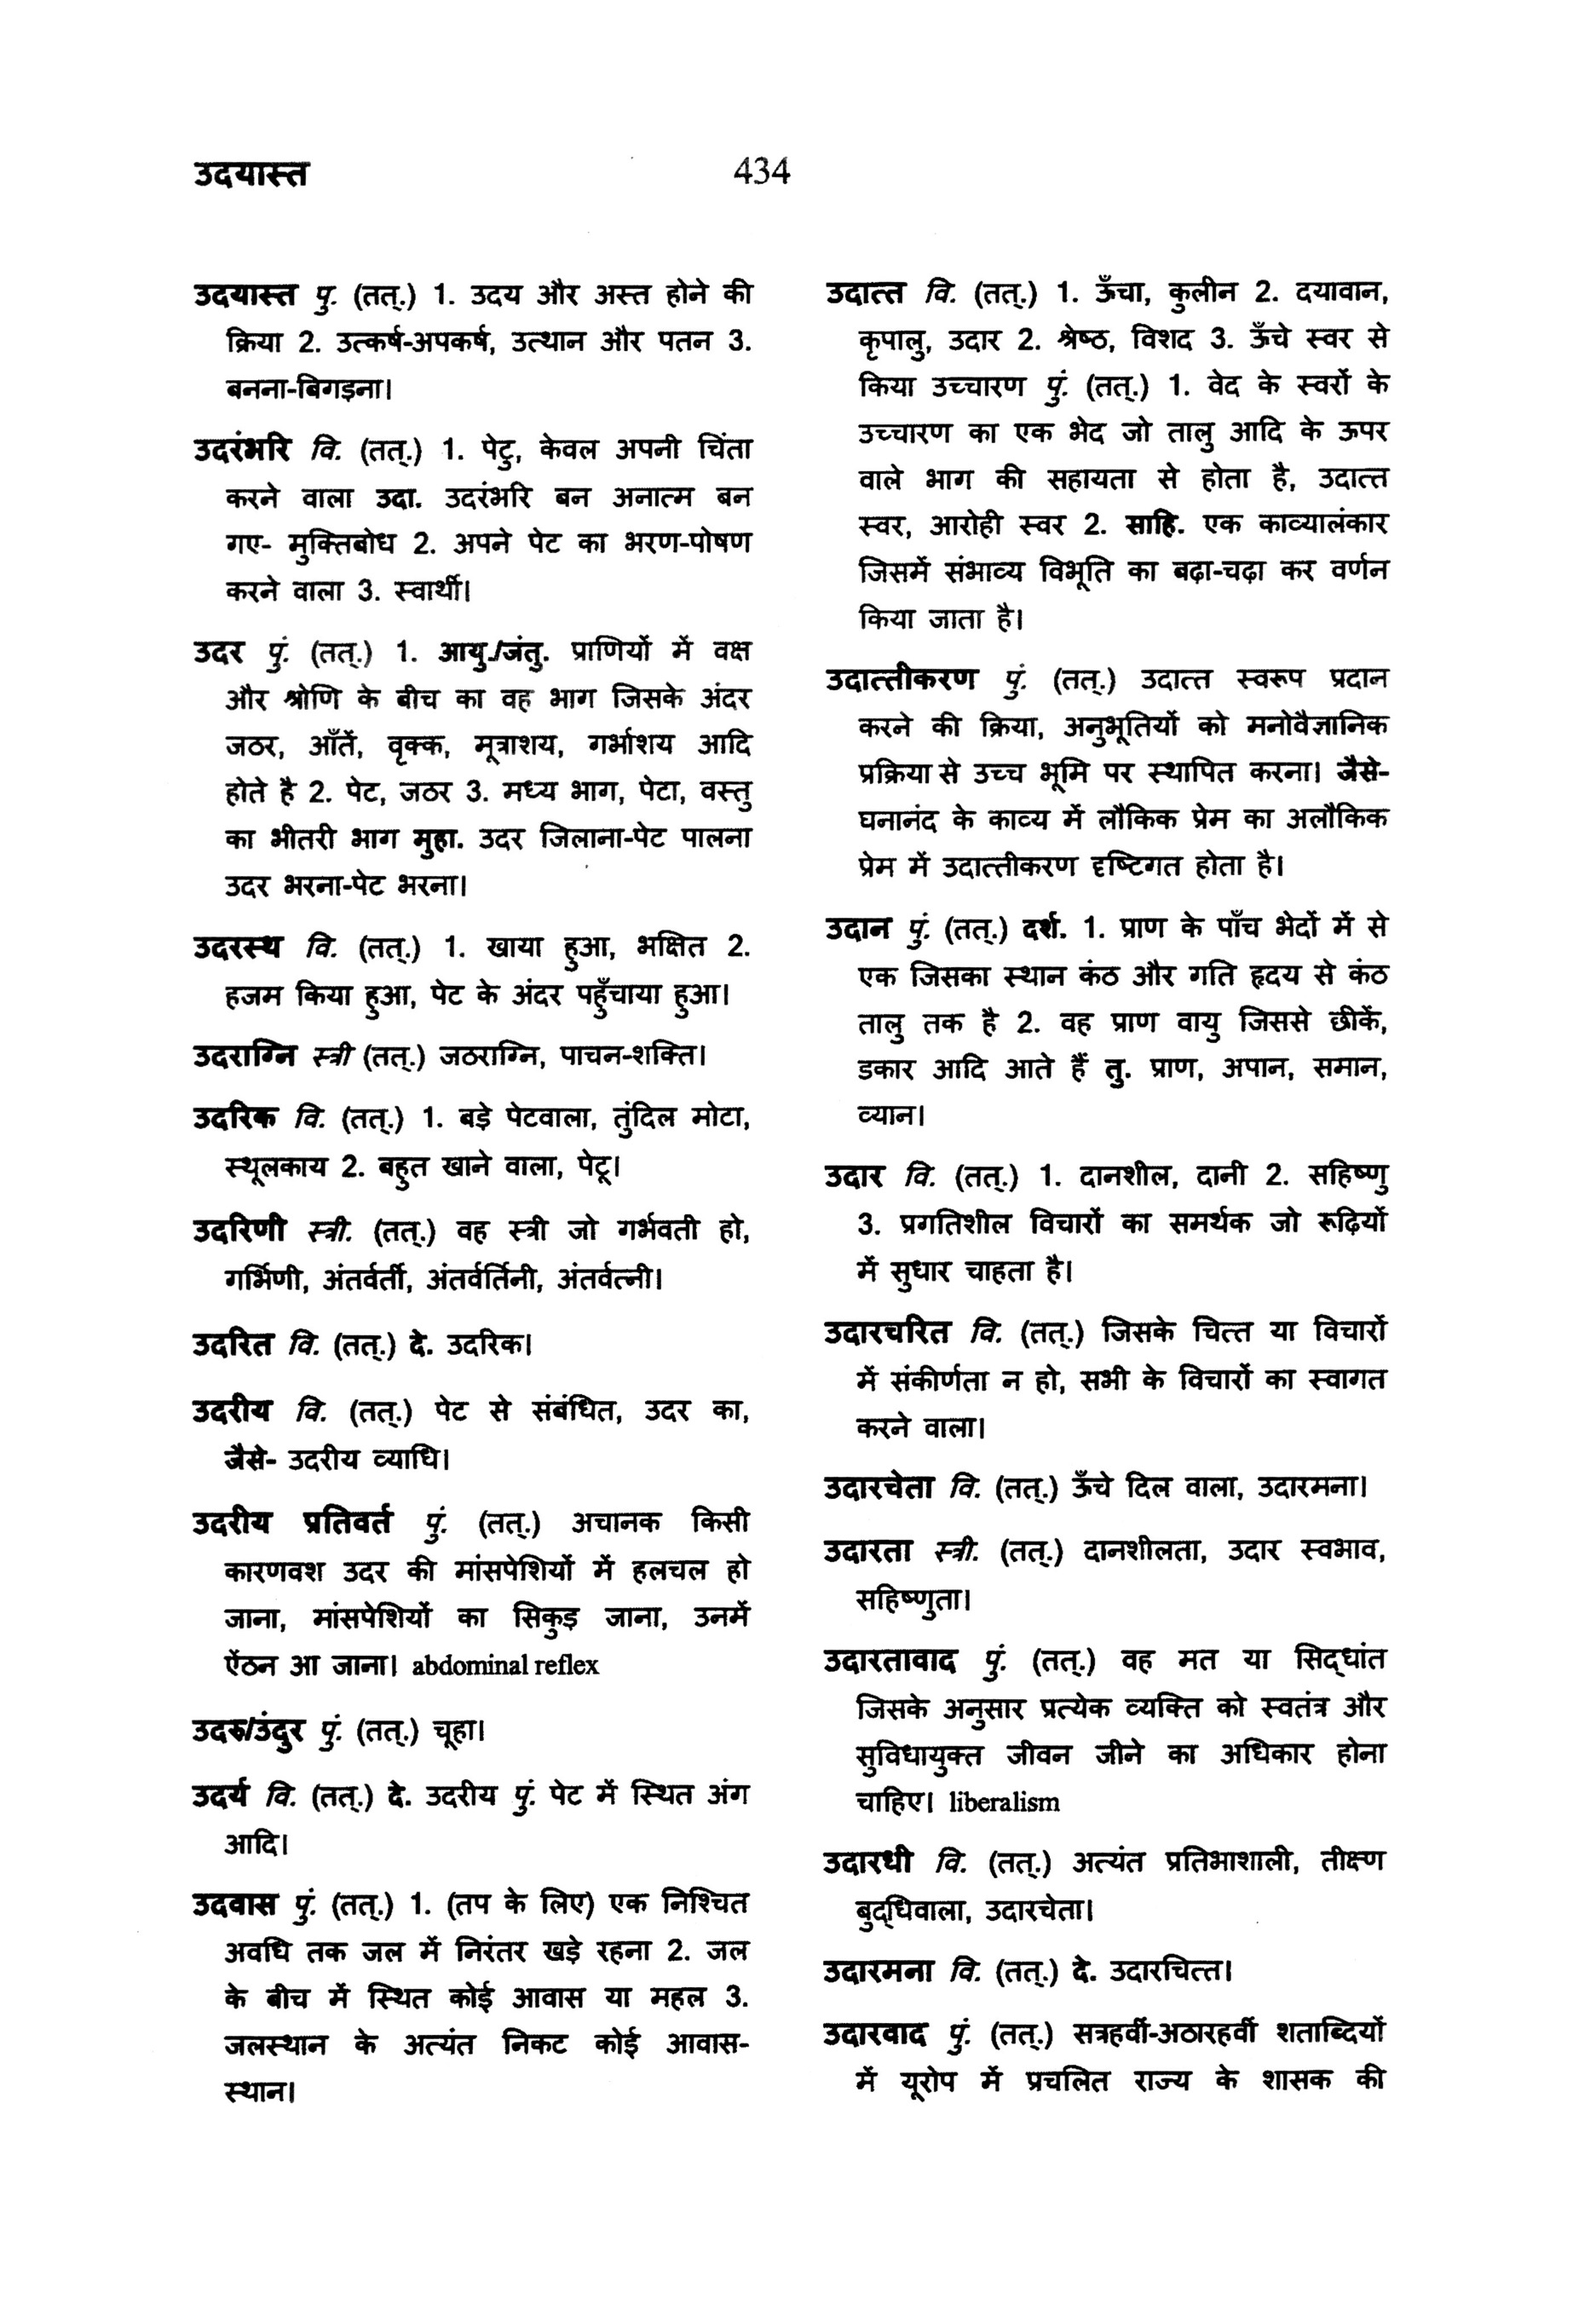 उदयास्त
434
उदयास्त पु. (तत्.) 1. उदय और अस्त होने की
क्रिया 2. उत्कर्ष-अपकर्ष, उत्थान और पतन 3.
बनना-बिगड़ना।
उदरंभरि वि. (तत्.) 1. पेटु, केवल अपनी चिंता
करने वाला उदा. उदरंभरि बन अनात्म बन
गए- मुक्तिबोध 2. अपने पेट का भरण-पोषण
करने वाला 3. स्वार्थी।
उदर पुं. (तत्.) 1. आयु./जंतु. प्राणियों में वक्ष
और श्रोणि के बीच का वह भाग जिसके अंदर
जठर, आँतें, वृक्क, मूत्राशय, गर्भाशय आदि
होते है 2. पेट, जठर 3. मध्य भाग, पेटा, वस्तु
का भीतरी भाग मुहा. उदर जिलाना-पेट पालना
उदर भरना-पेट भरना।
उदरस्थ वि. (तत्.) 1. खाया हुआ, भक्षित 2.
हजम किया हुआ, पेट के अंदर पहुँचाया हुआ।
उदराग्नि स्त्री (तत्.) जठराग्नि, पाचन-शक्ति।
उदरिक वि. (तत्.) 1. बड़े पेटवाला, तुंदिल मोटा,
स्थूलकाय 2. बहुत खाने वाला, पेटू।
उदरिणी स्त्री. (तत्.) वह स्त्री जो गर्भवती हो,
गर्भिणी, अंतर्वर्ती, अंतर्वर्तिनी, अंतर्वत्नी।
उदरित वि. (तत्.) दे. उदरिक।
उदरीय वि. (तत्.) पेट से संबंधित, उदर का,
जैसे- उदरीय व्याधि।
उदरीय प्रतिवर्त पुं. (तत्.) अचानक किसी
कारणवश उदर की मांसपेशियों में हलचल हो
जाना, मांसपेशियों का सिकुड़ जाना, उनमें
ऐंठन आ जाना। abdominal reflex
उदरु/उंदुर पुं. (तत्.) चूहा।
उदर्य वि. (तत्.) दे. उदरीय पुं. पेट में स्थित अंग
आदि।
उदवास पुं. (तत्.) 1. (तप के लिए) एक निश्चित
अवधि तक जल में निरंतर खड़े रहना 2. जल
के बीच में स्थित कोई आवास या महल 3.
जलस्थान के अत्यंत निकट कोई आवास-
स्थान।
उदात्त वि. (तत्.) 1. ऊँचा, कुलीन 2. दयावान,
कृपालु, उदार 2. श्रेष्ठ, विशद 3. ऊँचे स्वर से
किया उच्चारण पुं. (तत्.) 1. वेद के स्वरों के
उच्चारण का एक भेद जो तालु आदि के ऊपर
वाले भाग की सहायता से होता है, उदात्त
स्वर, आरोही स्वर 2. साहि. एक काव्यालंकार
जिसमें संभाव्य विभूति का बढ़ा-चढ़ा कर वर्णन
किया जाता है।
उदात्तीकरण पुं. (तत्.) उदात्त स्वरूप प्रदान
करने की क्रिया, अनुभूतियों को मनोवैज्ञानिक
प्रक्रिया से उच्च भूमि पर स्थापित करना। जैसे-
घनानंद के काव्य में लौकिक प्रेम का अलौकिक
प्रेम में उदात्तीकरण दृष्टिगत होता है।
उदान पुं. (तत्.) दर्श. 1. प्राण के पाँच भेदों में से
एक जिसका स्थान कंठ और गति हृदय से कंठ
तालु तक है 2. वह प्राण वायु जिससे छीकें,
डकार आदि आते हैं तु. प्राण, अपान, समान,
व्यान।
उदार वि. (तत्.) 1. दानशील, दानी 2. सहिष्णु
3. प्रगतिशील विचारों का समर्थक जो रूढ़ियों
में सुधार चाहता है।
उदारचरित वि. (तत्.) जिसके चित्त या विचारों
में संकीर्णता न हो, सभी के विचारों का स्वागत
करने वाला।
उदारचेता वि. (तत्.) ऊँचे दिल वाला, उदारमना।
उदारता स्त्री. (तत्.) दानशीलता, उदार स्वभाव,
सहिष्णुता।
उदारतावाद पुं. (तत्.) वह मत या सिद्धांत
जिसके अनुसार प्रत्येक व्यक्ति को स्वतंत्र और
सुविधायुक्त जीवन जीने का अधिकार होना
चाहिए। liberalism
उदारधी वि. (तत्.) अत्यंत प्रतिभाशाली, तीक्ष्ण
बुद्धिवाला, उदारचेता।
उदारमना वि. (तत्.) दे. उदारचित्त।
उदारवाद पुं. (तत्.) सत्रहवीं-अठारहवीं शताब्दियों
में यूरोप में प्रचलित राज्य के शासक की